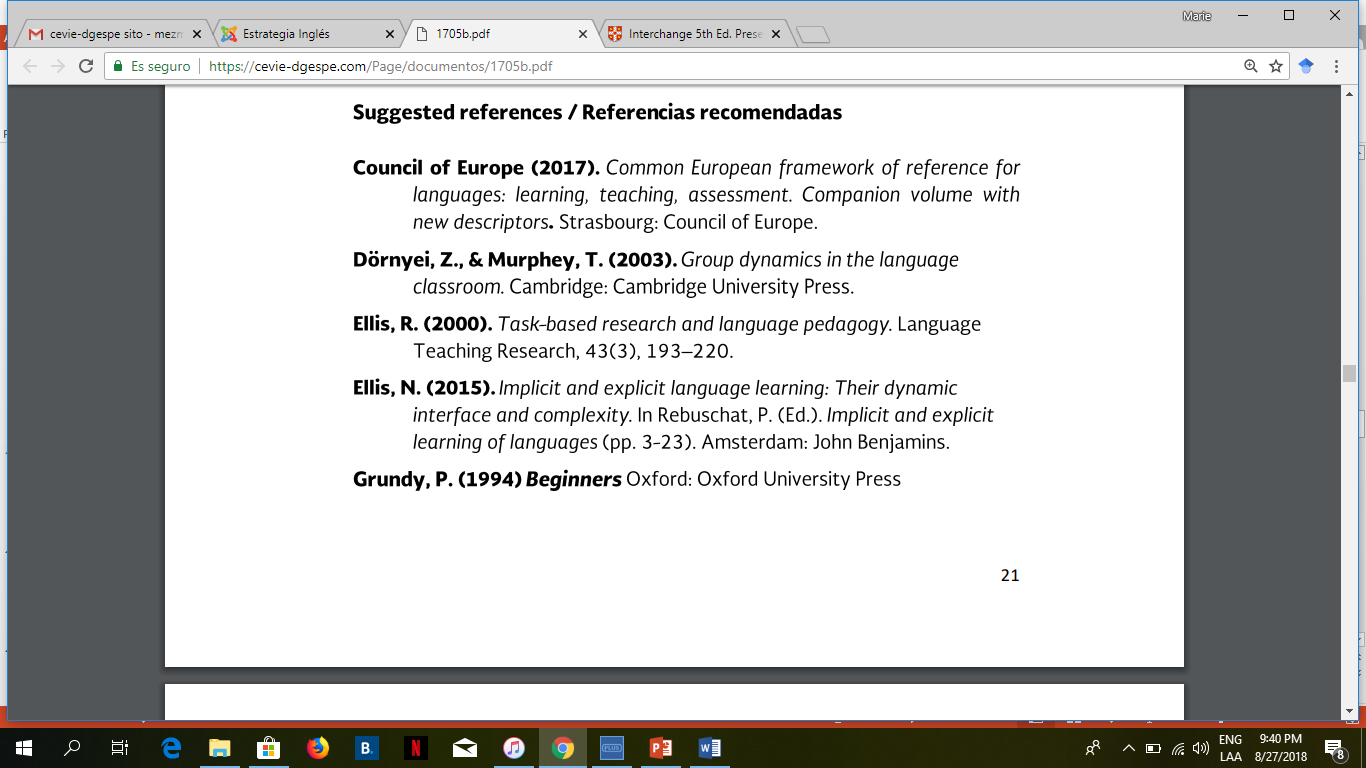 Marie
cevie-dgespe sito - mezm
Estrategia Inglés
1705b.pdf
Interchange 5th Ed. Prese
Es seguro
https://cevie-dgespe.com/Page/documentos/1705b.pdf
Suggested references / Referencias recomendadas
Council of Europe (2017). Common European framework of reference for
languages: learning, teaching, assessment. Companion volume with
new descriptors. Strasbourg: Council of Europe.
Dörnyei, Z., & Murphey, T. (2003). Group dynamics in the language
classroom. Cambridge: Cambridge University Press.
Ellis, R. (2000). Task-based research and language pedagogy. Language
Teaching Research, 43(3), 193–220.
Ellis, N. (2015). Implicit and explicit language learning: Their dynamic
interface and complexity. In Rebuschat, P. (Ed.). Implicit and explicit
learning of languages (pp. 3-23). Amsterdam: John Benjamins.
Grundy, P. (1994) Beginners Oxford: Oxford University Press
21
B.
N
PLUS
ENG
LAA
9:40 PM
8/27/2018
8